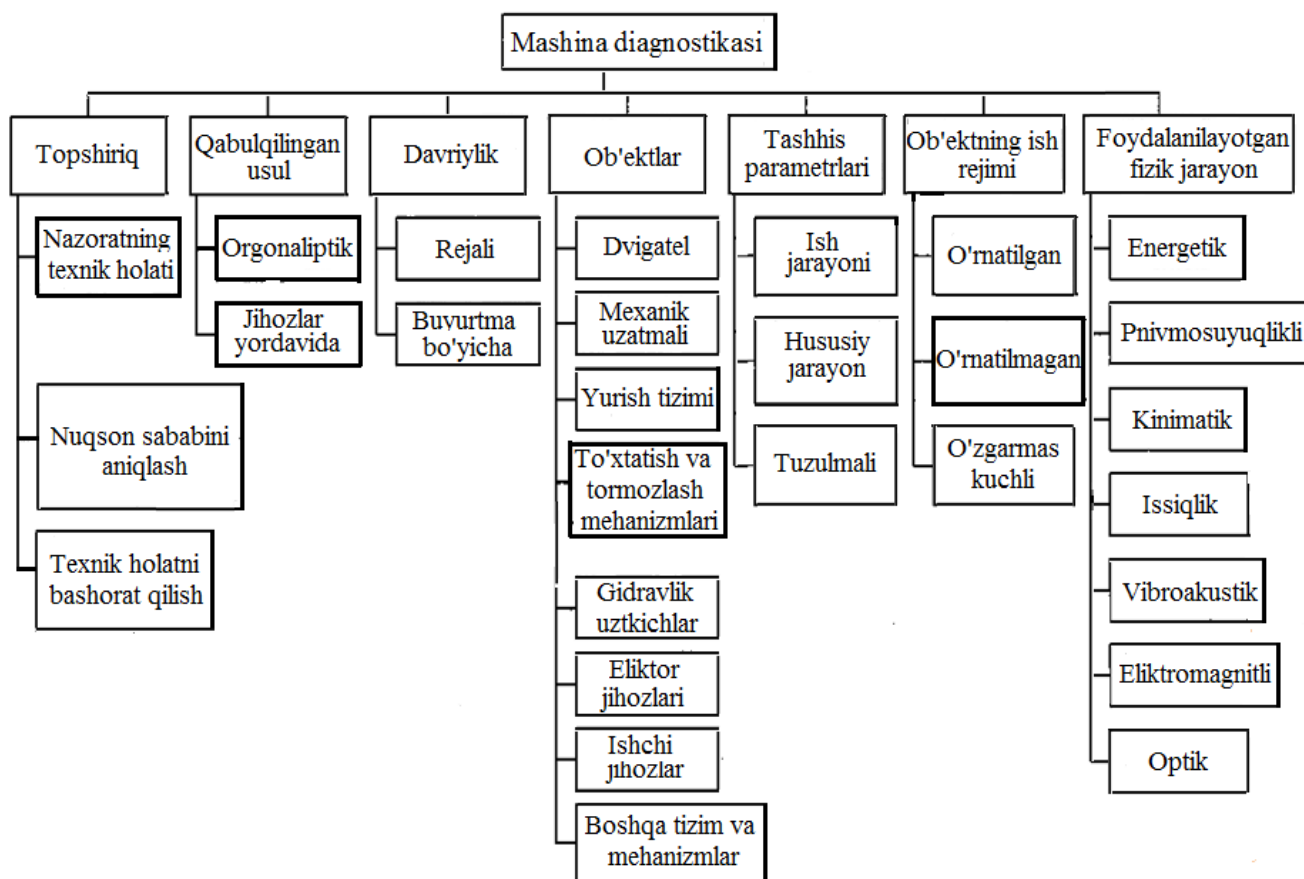 Mashina diagnostikasi
Topshiriq
Nazoratning
texnik holati
Nuqson sababini
aniqlash
Texnik holatni
bashorat qilish
Qabulqilingan
usul
Orgonaliptik
Jihozlar
yordavida
Davriylik
Rejali
Buyurtma
bo'yicha
Ob'ektlar
Dvigatel
Mexanik
uzatmali
Yurish tizimi
To'xtatish va
tormozlash
mehanizmlari
Gidravlik
uztkichlar
Eliktor
jihozlari
Ishchi
jihozlar
Boshqa tizim va
mehanizmlar
Tashhis
parametrlari
Ish
jarayoni
Hususiy
jarayon
Tuzulmali
Ob'ektning ish
rejimi
O'rnatilgan
O'rnatilmagan
O'zgarmas
kuchli
Foydalanilayotgan
fizik jarayon
Energetik
Pnivmosuyuqlikli
Kinimatik
Issiqlik
Vibroakustik
Eliktromagnitli
Optik